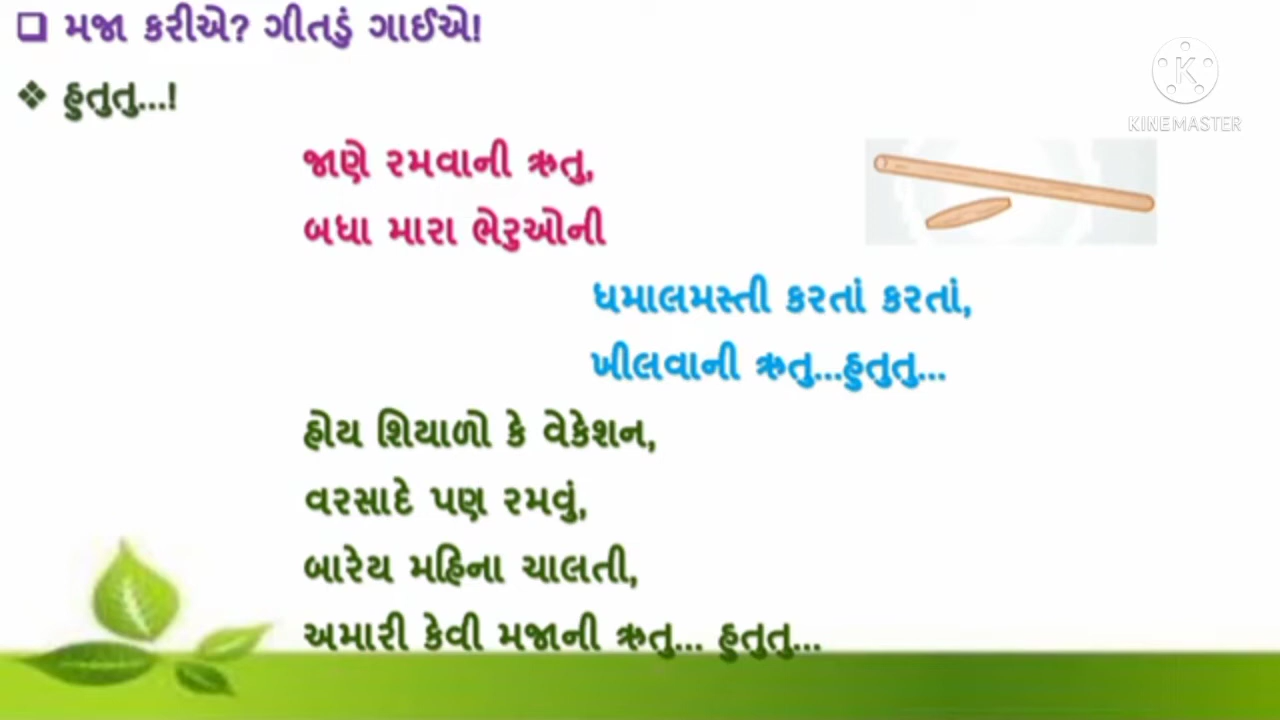 ❑ મજા કરીએ? ગીતડું ગાઈએ!
❖ હુતુતુ...!
જાણે રમવાની ઋતુ,
બધા મારા ભેરુઓની
ધમાલમસ્તી કરતાં કરતાં,
ખીલવાની ઋતુ...હુતુતુ...
હોય શિયાળો કે વેકેશન,
વરસાદે પણ રમવું,
બારેય મહિના ચાલતી,
અમારી કેવી મજાની ઋતુ... હુતુતુ...
K
KINEMASTER